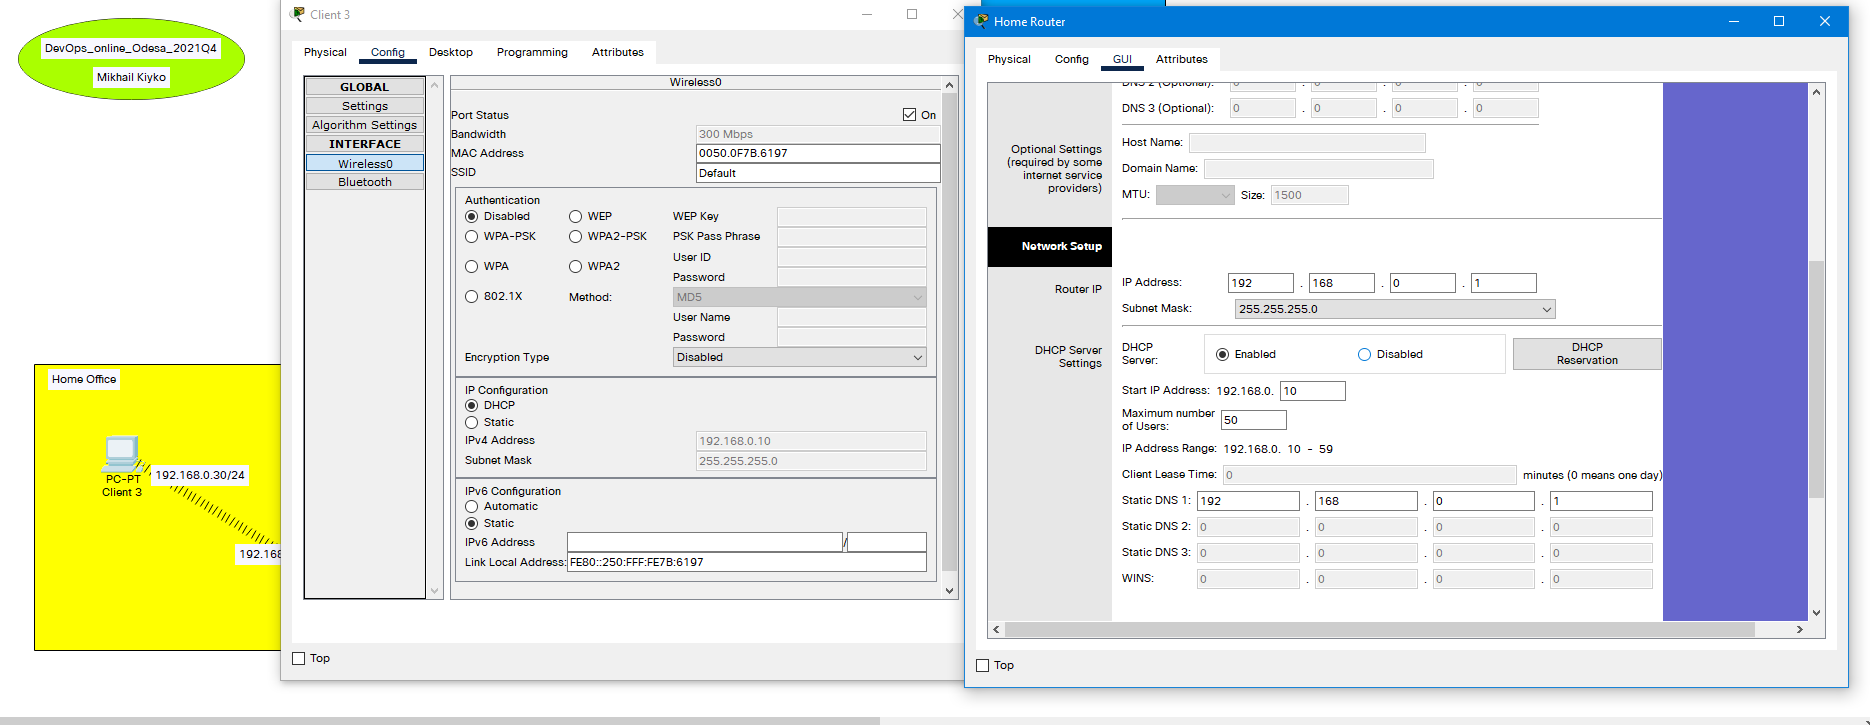 DevOps_online_Odesa_2021Q4
Mikhail Kiyko
Home Office
192.168.0.30/24
PC-PT
Client 3
192.168
Client 3
Physical Config Desktop Programming Attributes
GLOBAL
Settings
Algorithm Settings
INTERFACE
Wireless0
Bluetooth
Wireless0
Port Status On
Bandwidth 300 Mbps
MAC Address 0050.0F7B.6197
SSID Default
Authentication
Disabled WEP WEP Key
WPA-PSK WPA2-PSK PSK Pass Phrase
User ID
WPA WPA2 Password
802.1X Method: MD5
User Name
Password
Encryption Type Disabled
IP Configuration
DHCP
Static
IPv4 Address 192.168.0.10
Subnet Mask 255.255.255.0
IPv6 Configuration
Automatic
Static
IPv6 Address /
Link Local Address: FE80::250:FFF:FE7B:6197
Top
Home Router
Physical Config GUI Attributes
DNS 2 (Optional): 0 . 0 . 0 . 0
DNS 3 (Optional): 0 . 0 . 0 . 0
Optional Settings
(required by some
internet service
providers)
Host Name:
Domain Name:
MTU: Size: 1500
Network Setup
Router IP
IP Address: 192 . 168 . 0 . 1
Subnet Mask: 255.255.255.0
DHCP Server
Settings
DHCP
Server: Enabled Disabled
DHCP
Reservation
Start IP Address: 192.168.0. 10
Maximum number
of Users: 50
IP Address Range: 192.168.0. 10 - 59
Client Lease Time: 0 minutes (0 means one day)
Static DNS 1: 192 . 168 . 0 . 1
Static DNS 2: 0 . 0 . 0 . 0
Static DNS 3: 0 . 0 . 0 . 0
WINS: 0 . 0 . 0 . 0
Top